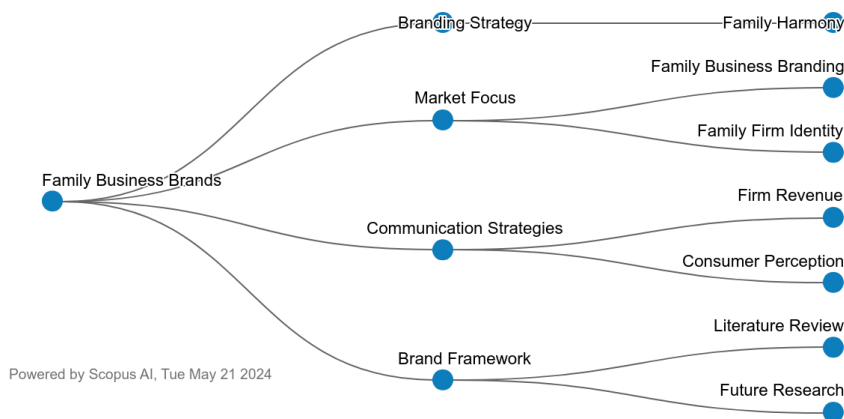 Branding Strategy
Family Harmony
Family Business Branding
Market Focus
Family Firm Identity
Family Business Brands
Firm Revenue
Communication Strategies
Consumer Perception
Literature Review
Brand Framework
Powered by Scopus AI, Tue May 21 2024
Future Research